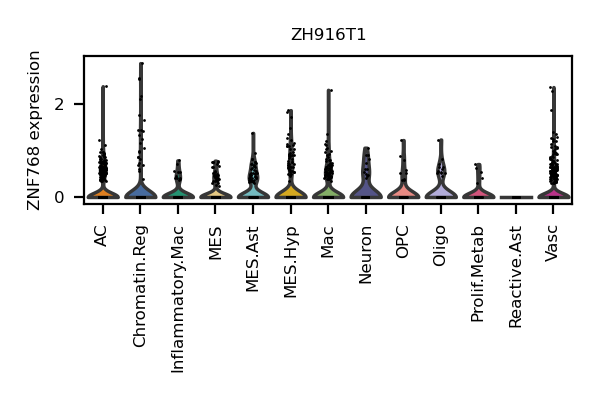 ZH916T1
ZNF768 expression
2
0
AC
Chromatin.Reg
Inflammatory.Mac
MES
MES.Ast
MES.Hyp
Mac
Neuron
OPC
Oligo
Prolif.Metab
Reactive.Ast
Vasc